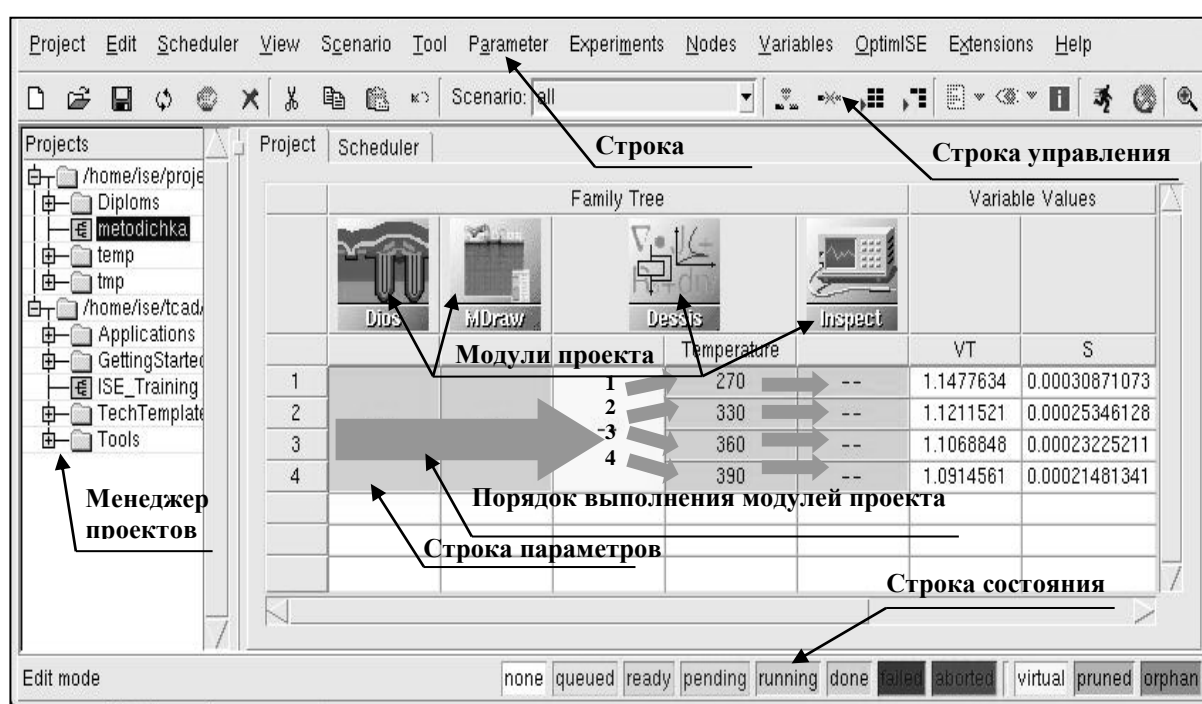 Project Edit Scheduler View Scenario Tool Parameter Experiments Nodes Variables OptimISE Extensions Help
Scenario: all
Строка
Строка управления
Projects
/home/ise/proje
Diploms
metodichka
temp
tmp
/home/ise/tcad/
Applications
GettingStarted
ISE_Training
TechTemplate
Tools
Менеджер
проектов
Project Scheduler
Family Tree Variable Values
Dios MDraw Dessis Inspect
Модули проекта
Temperature VT S
1 1 270 -- 1.1477634 0.00030871073
2 2 330 -- 1.1211521 0.00025346128
3 3 360 -- 1.1068848 0.00023225211
4 4 390 -- 1.0914561 0.00021481341
Порядок выполнения модулей проекта
Строка параметров
Строка состояния
Edit mode none queued ready pending running done failed aborted virtual pruned orphan